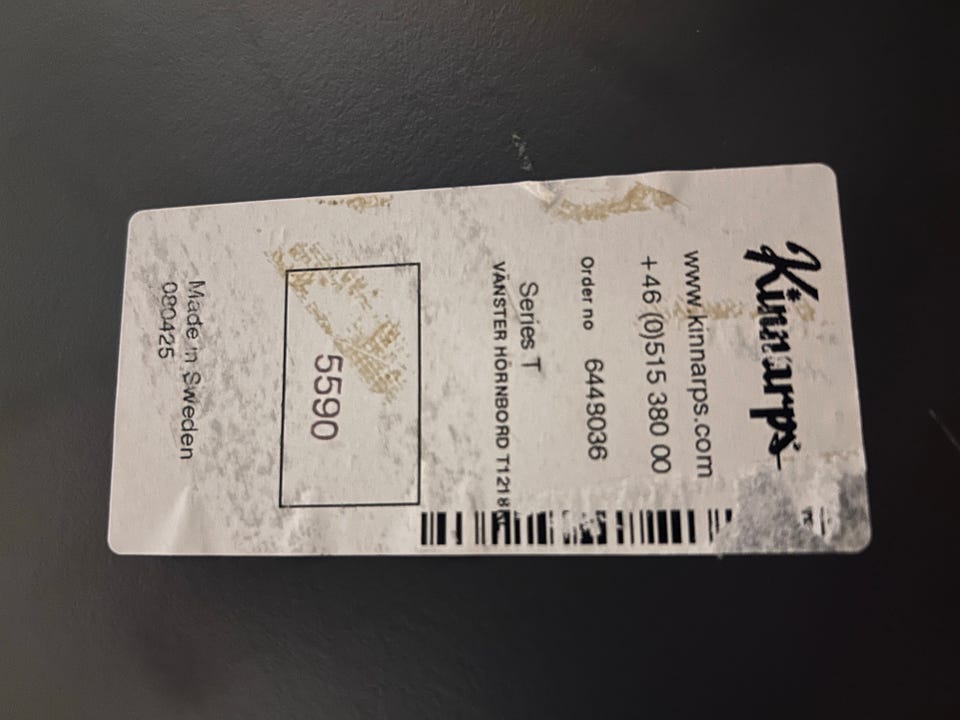 Kinnarps
www.kinnarps.com
+46 (0)515 380 00
Order no 6448036
Series T
VÄNSTER HÖRNBORD
5590
Made in Sweden
080425